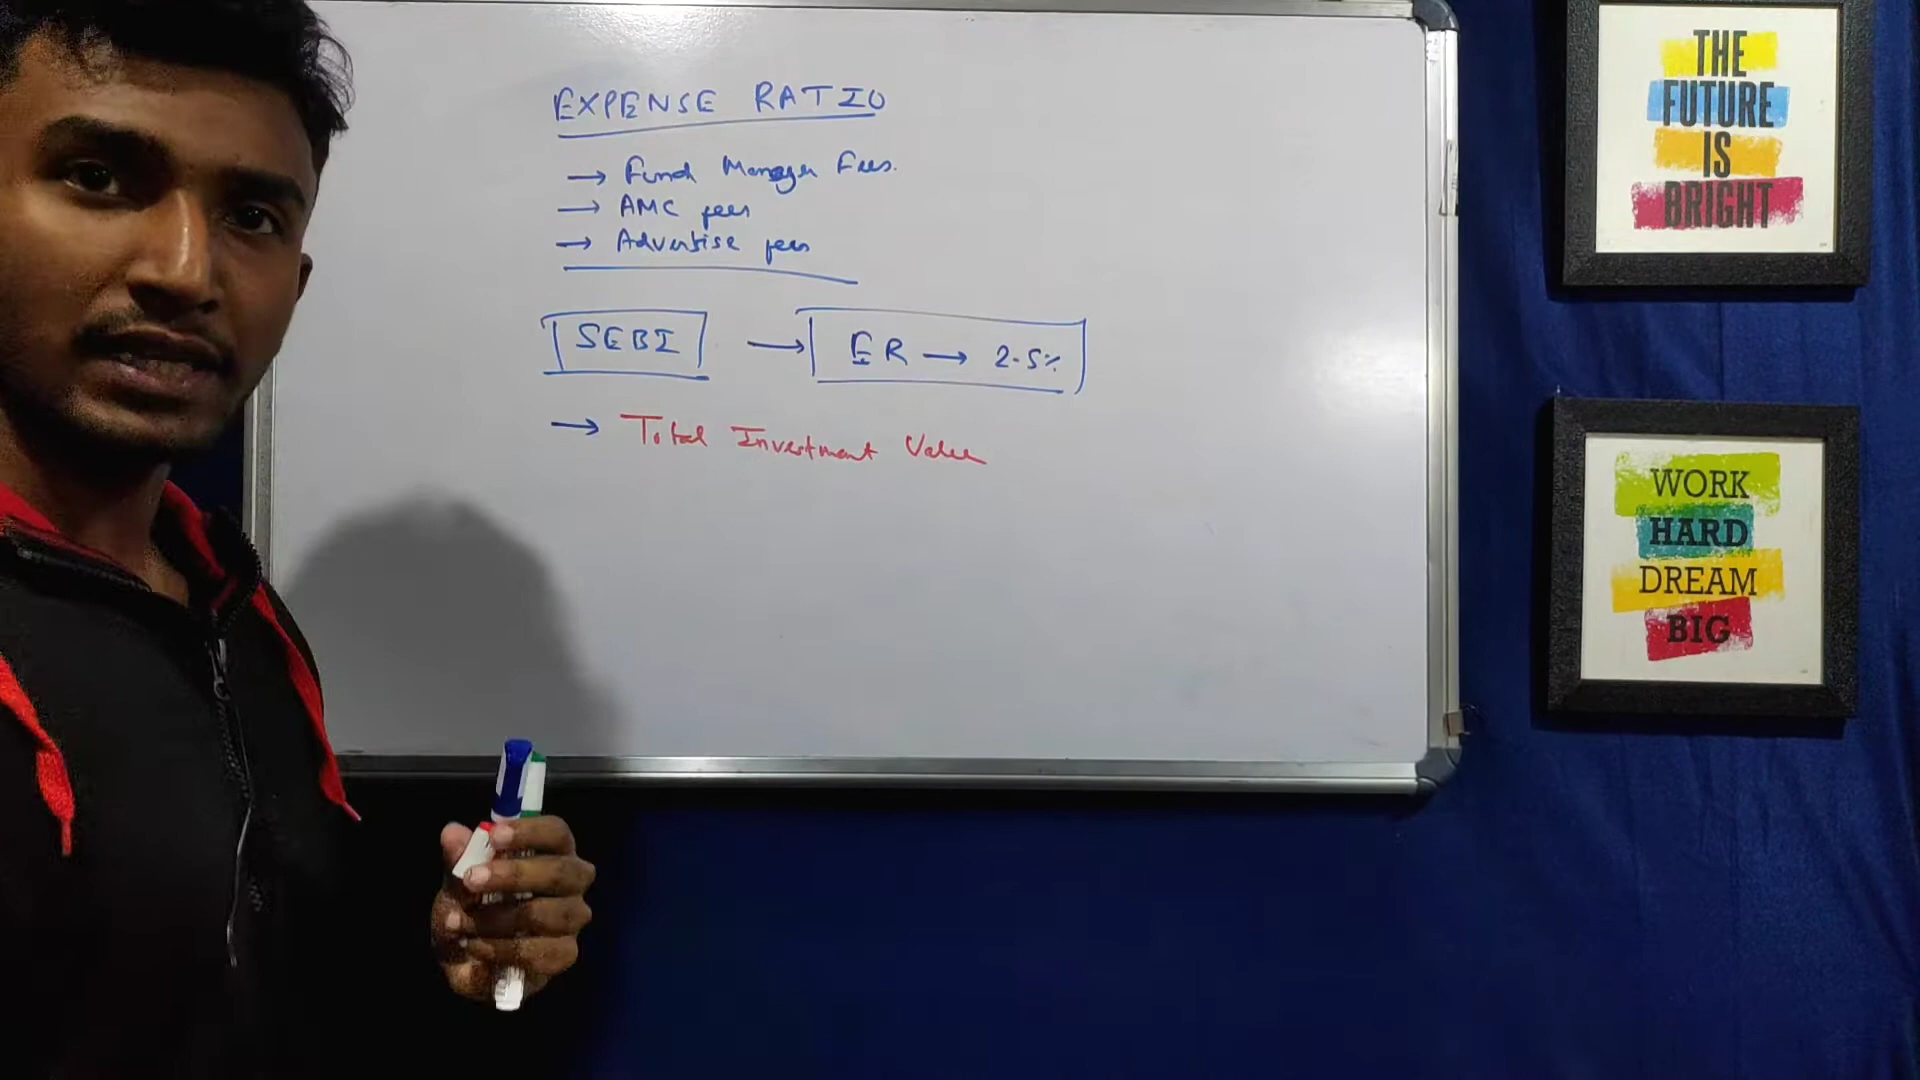 EXPENSE RATIO
→ Fund Manager Fees.
→ AMC fees
→ Advertise fees
SEBI → ER → 2.5%
→ Total Investment Value
THE
FUTURE
IS
BRIGHT
WORK
HARD
DREAM
BIG